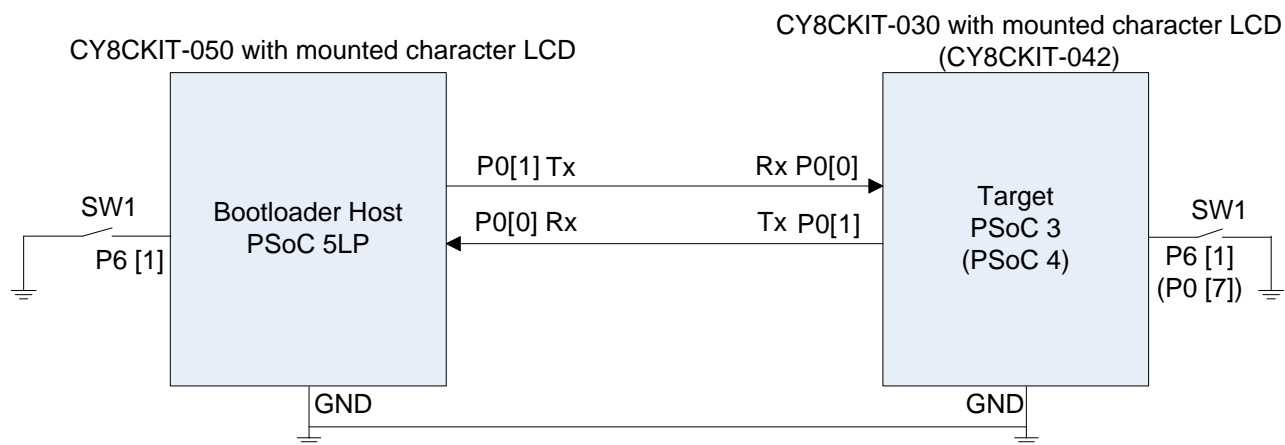 CY8CKIT-050 with mounted character LCD
CY8CKIT-030 with mounted character LCD
(CY8CKIT-042)
SW1
P6 [1]
Bootloader Host
PSoC 5LP
P0[1] Tx
Rx P0[0]
P0[0] Rx
Tx P0[1]
Target
PSoC 3
(PSoC 4)
SW1
P6 [1]
(P0 [7])
GND
GND